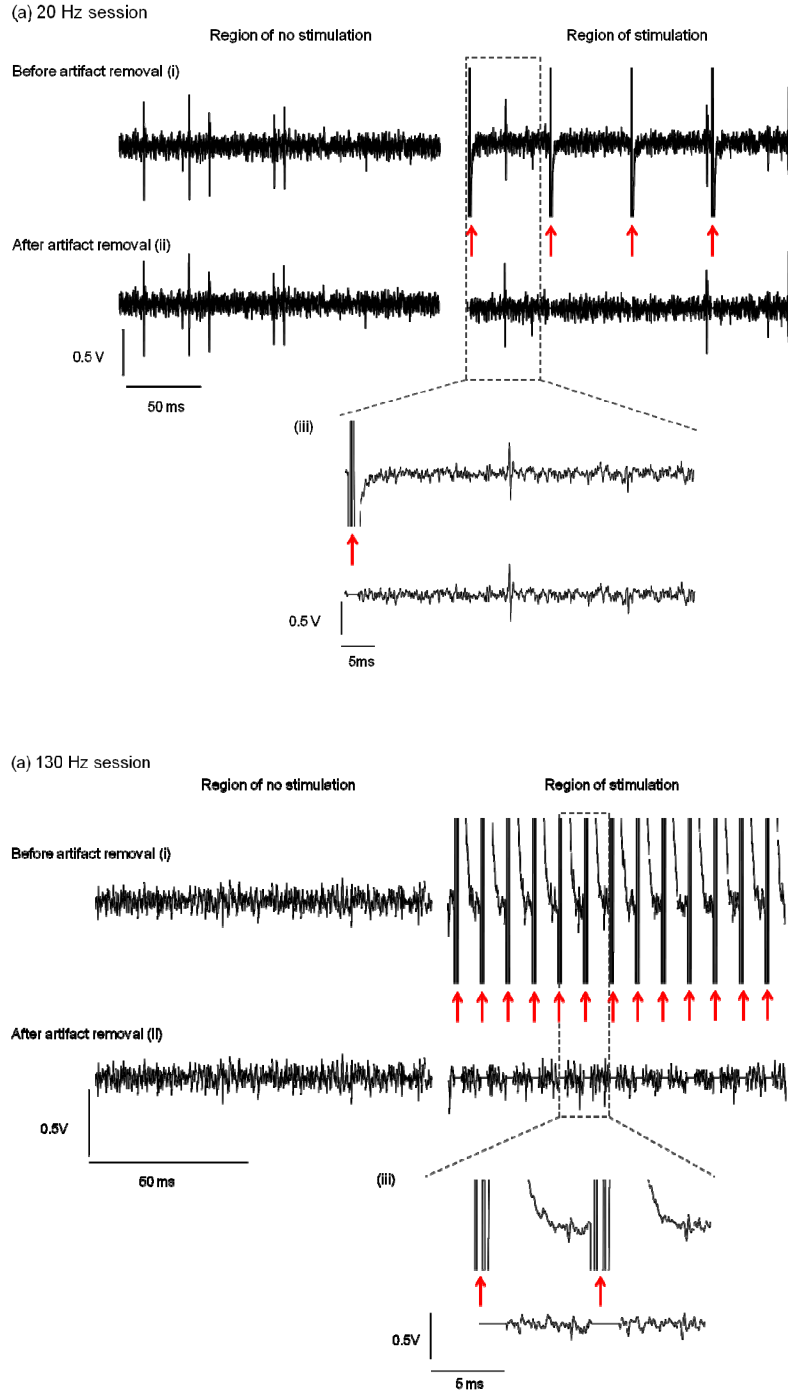 (a) 20 Hz session
Region of no stimulation
Region of stimulation
Before artifact removal (i)
After artifact removal (ii)
0.5 V
50 ms
(iii)
0.5 V
5ms
(a) 130 Hz session
Region of no stimulation
Region of stimulation
Before artifact removal (i)
After artifact removal (II)
0.5V
50 ms
(iii)
0.5V
5 ms